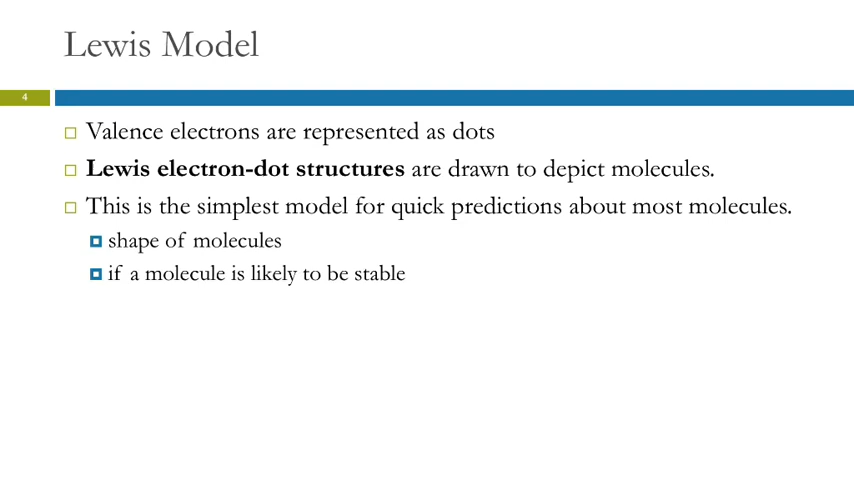 Lewis Model
4
Valence electrons are represented as dots
Lewis electron-dot structures are drawn to depict molecules.
This is the simplest model for quick predictions about most molecules.
shape of molecules
if a molecule is likely to be stable